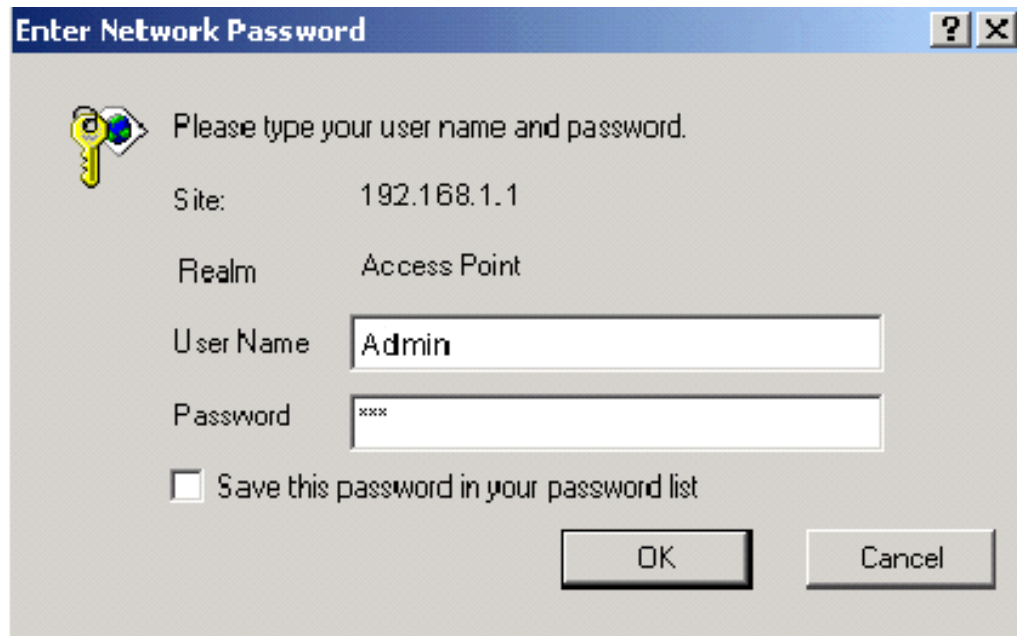 Enter Network Password
Please type your user name and password.
Site: 192.168.1.1
Realm Access Point
User Name Admin
Password ***
Save this password in your password list
OK Cancel